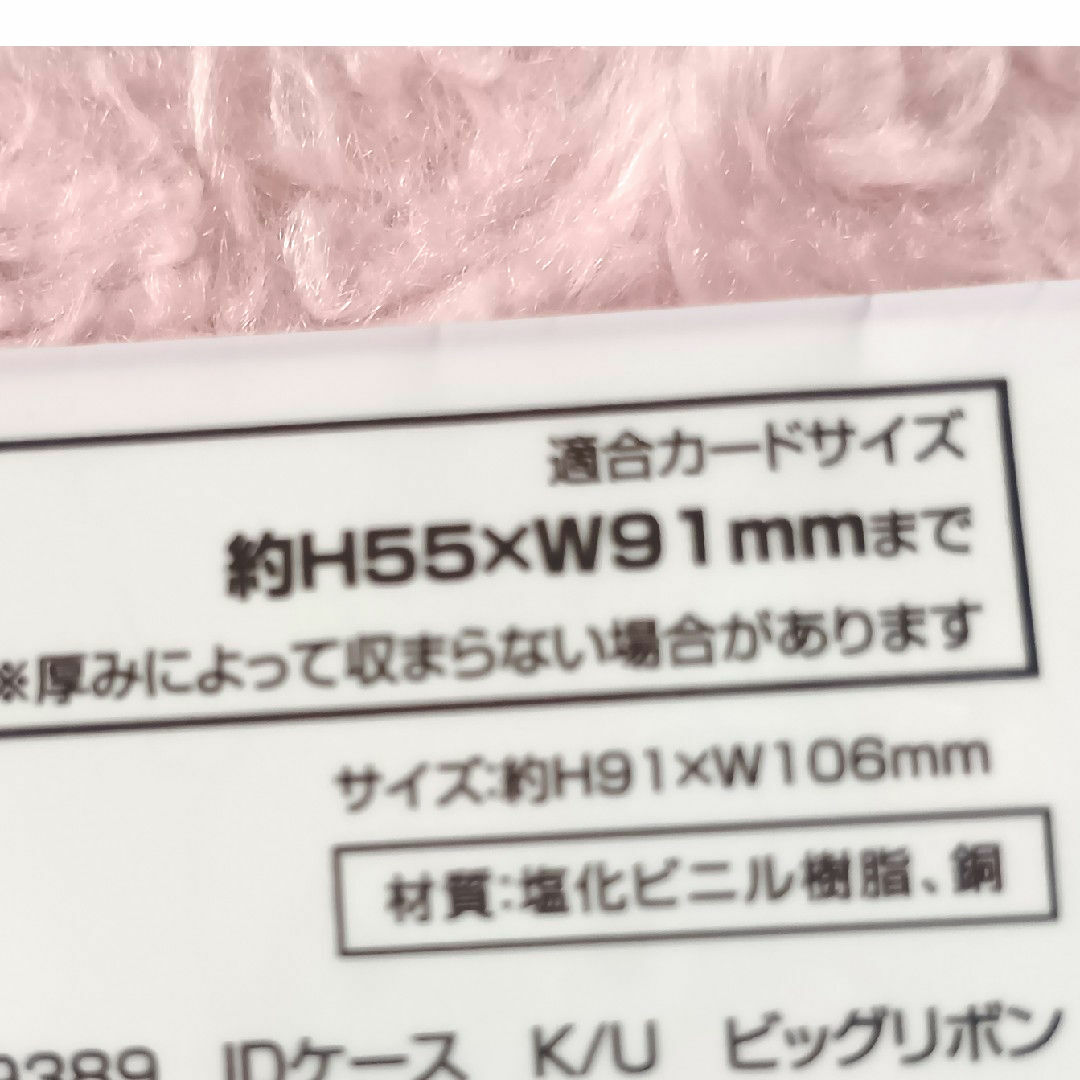 適合カードサイズ
約H55×W91mmまで
※厚みによって収まらない場合があります
サイズ:約H91×W106mm
材質:塩化ビニル樹脂、銅
9389 IDケース K/U ビッグリボン